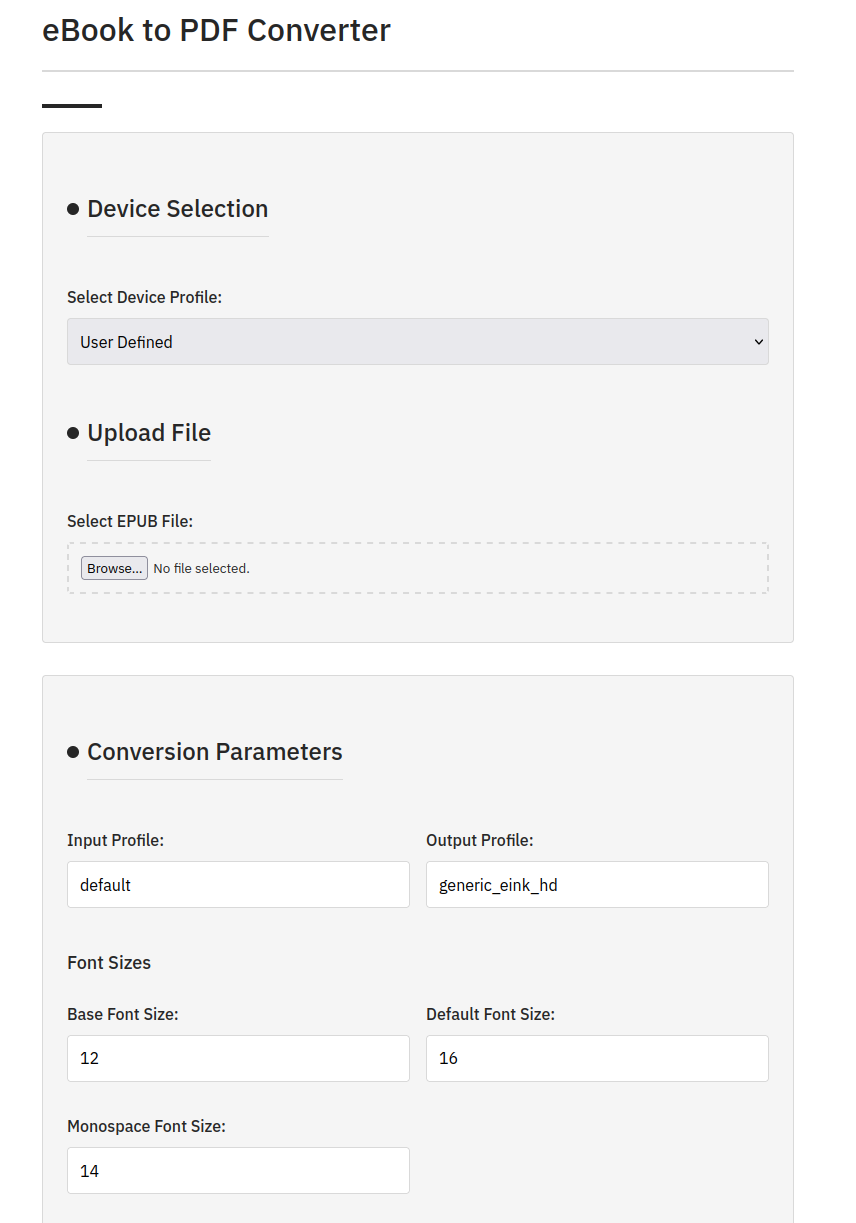 eBook to PDF Converter
Device Selection
Select Device Profile:
User Defined
Upload File
Select EPUB File:
Browse... No file selected.
Conversion Parameters
Input Profile: Output Profile:
default generic_eink_hd
Font Sizes
Base Font Size: Default Font Size:
12 16
Monospace Font Size:
14